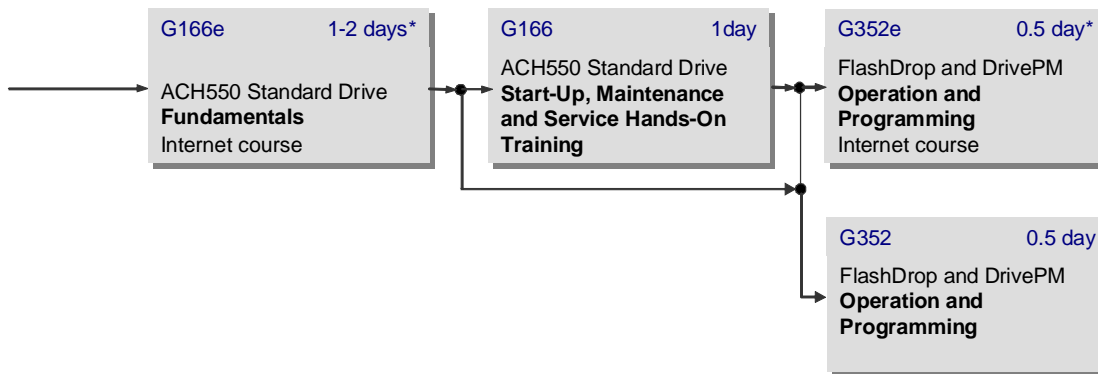 G166e 1-2 days*
ACH550 Standard Drive
Fundamentals
Internet course
G166 1day
ACH550 Standard Drive
Start-Up, Maintenance
and Service Hands-On
Training
G352e 0.5 day*
FlashDrop and DrivePM
Operation and
Programming
Internet course
G352 0.5 day
FlashDrop and DrivePM
Operation and
Programming